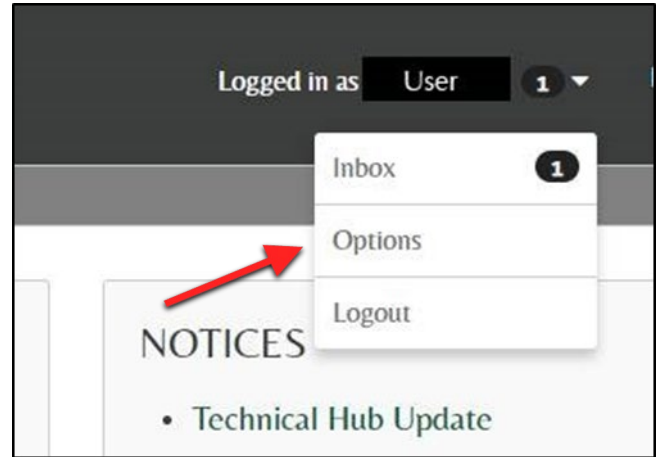 Logged in as User 1
Inbox 1
Options
Logout
NOTICES
• Technical Hub Update